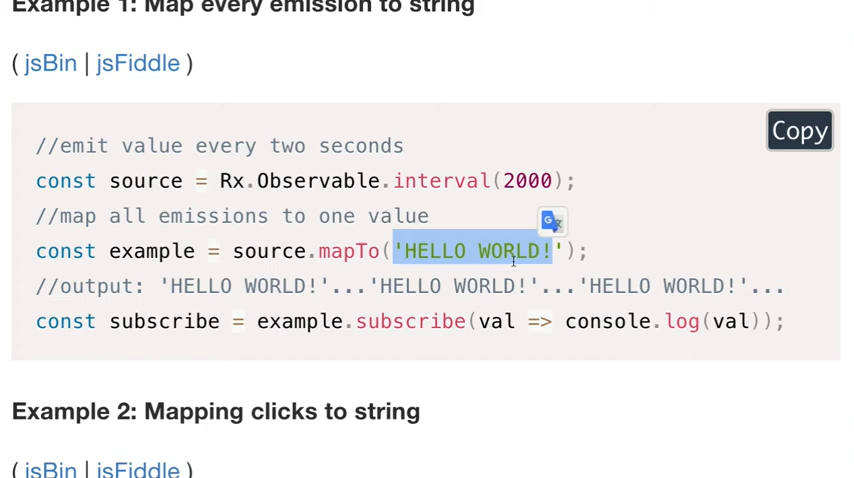 Example 1: Map every emission to string
( jsBin | jsFiddle )
Copy
//emit value every two seconds
const source = Rx.Observable.interval(2000);
//map all emissions to one value
const example = source.mapTo('HELLO WORLD!');
//output: 'HELLO WORLD!'...'HELLO WORLD!'...'HELLO WORLD!'...
const subscribe = example.subscribe(val => console.log(val));
Example 2: Mapping clicks to string
( jsBin | jsFiddle )